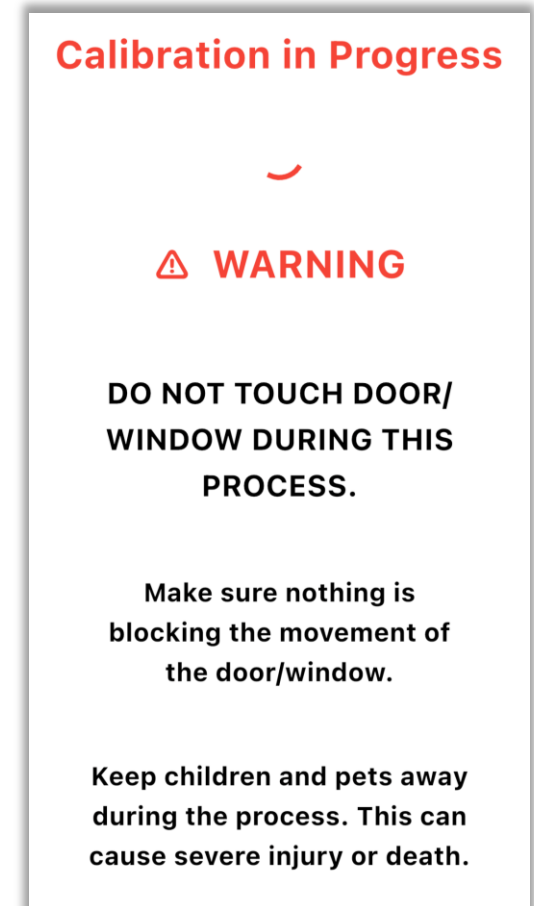 Calibration in Progress
WARNING
DO NOT TOUCH DOOR/
WINDOW DURING THIS
PROCESS.
Make sure nothing is
blocking the movement of
the door/window.
Keep children and pets away
during the process. This can
cause severe injury or death.